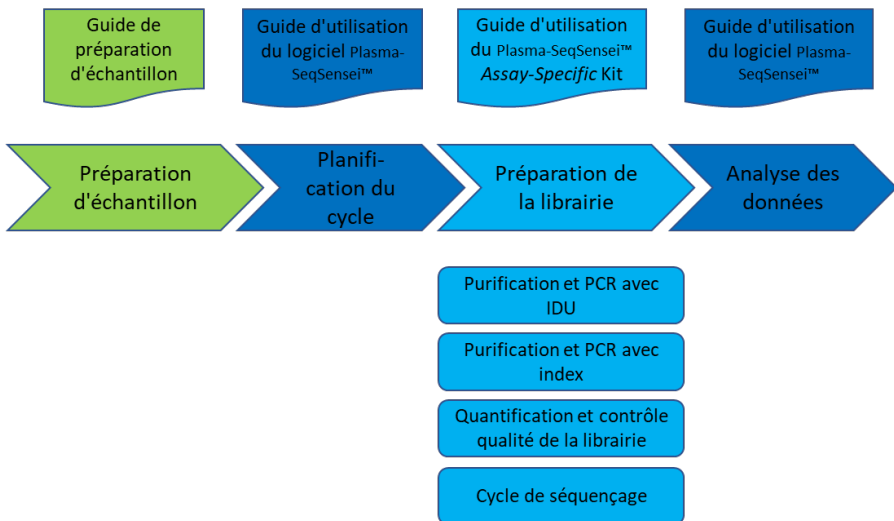 Guide de
préparation
d'échantillon
Guide d'utilisation
du logiciel Plasma-
SeqSensei™
Guide d'utilisation
du Plasma-SeqSensei™
Assay-Specific Kit
Guide d'utilisation
du logiciel Plasma-
SeqSensei™
Préparation
d'échantillon
Planifi-
cation du
cycle
Préparation de
la librairie
Analyse des
données
Purification et PCR avec
IDU
Purification et PCR avec
index
Quantification et contrôle
qualité de la librairie
Cycle de séquençage